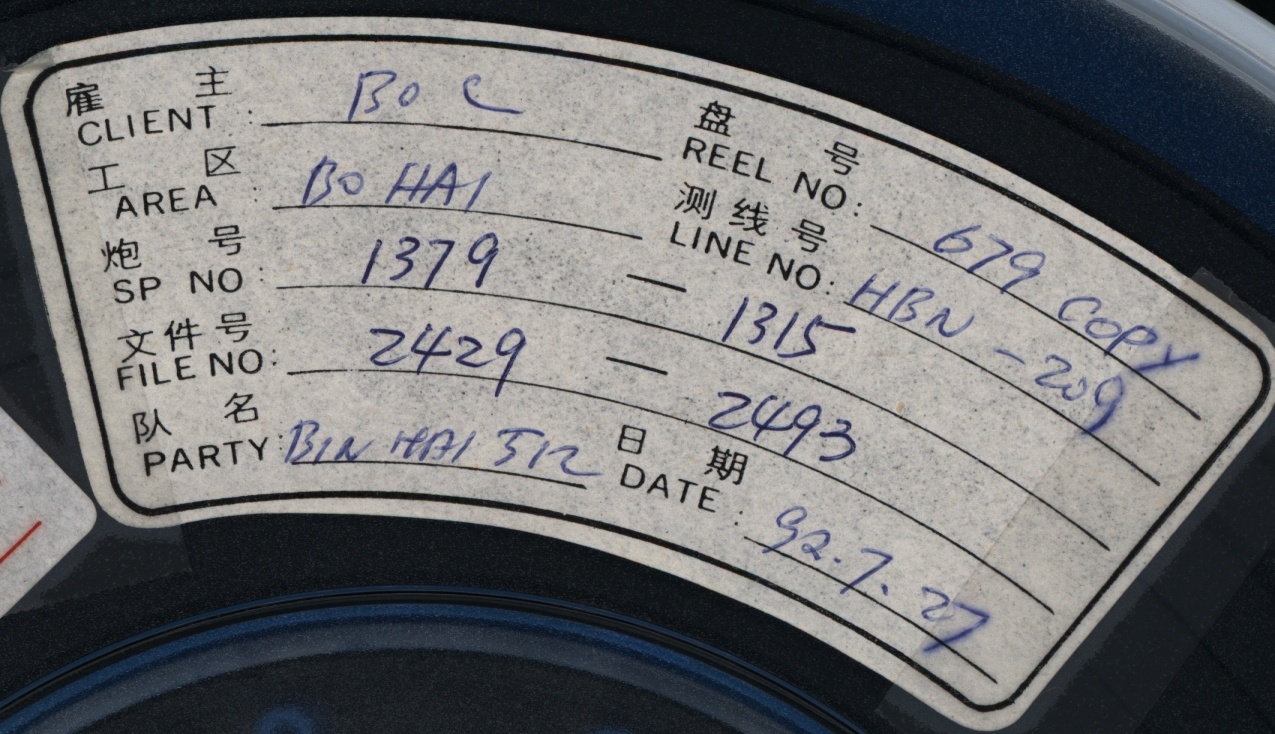 雇 主
CLIENT : BO C
工 区
AREA : BO HAI
炮 号
SP NO : 1379 — 1315
文件号
FILE NO: 2429 — 2493
队 名
PARTY: BIN HAI 512
盘 号
REEL NO: 679 COPY
测线号
LINE NO: HBN - 209
日 期
DATE : 92.7.27